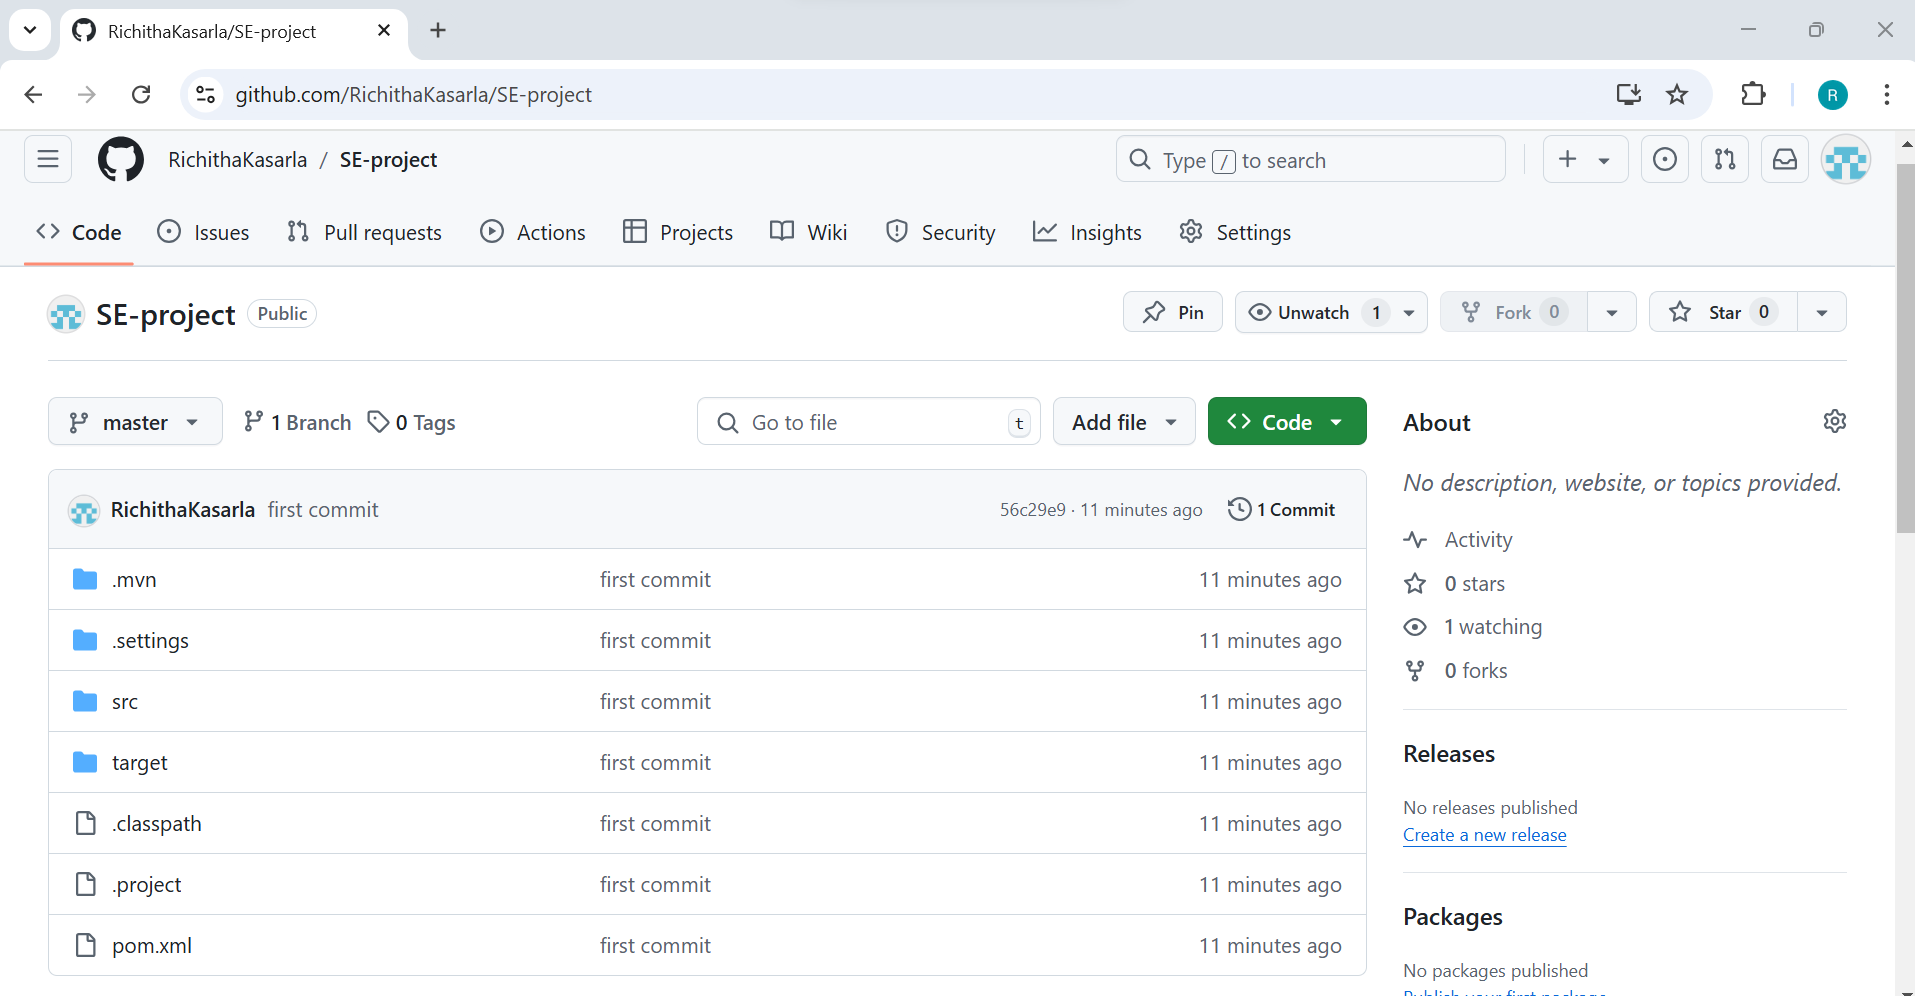 RichithaKasarla/SE-project
github.com/RichithaKasarla/SE-project
R
RichithaKasarla / SE-project
Type / to search
Code Issues Pull requests Actions Projects Wiki Security Insights Settings
SE-project Public
Pin Unwatch 1 Fork 0 Star 0
master 1 Branch 0 Tags Go to file t Add file Code
RichithaKasarla first commit 56c29e9 · 11 minutes ago 1 Commit
.mvn first commit 11 minutes ago
.settings first commit 11 minutes ago
src first commit 11 minutes ago
target first commit 11 minutes ago
.classpath first commit 11 minutes ago
.project first commit 11 minutes ago
pom.xml first commit 11 minutes ago
About
No description, website, or topics provided.
Activity
0 stars
1 watching
0 forks
Releases
No releases published
Create a new release
Packages
No packages published
Publish your first package